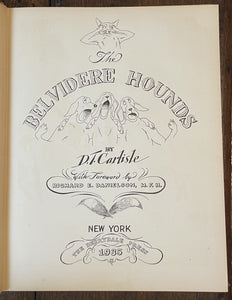 The
BELVIDERE HOUNDS
BY
D.T. Carlisle
With Foreword by
RICHARD E. DANIELSON, M.F.H.
NEW YORK
THE DERRYDALE PRESS
1935